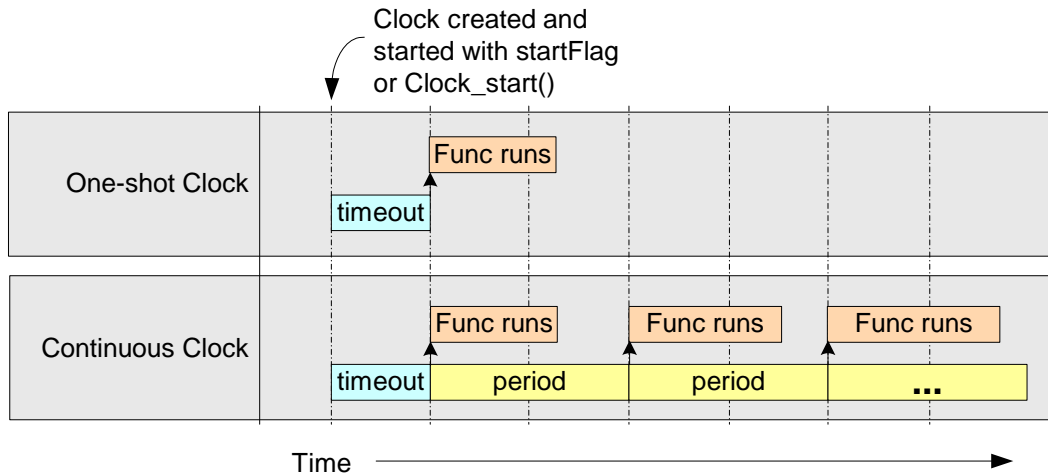 Clock created and
started with startFlag
or Clock_start()
One-shot Clock
Func runs
timeout
Continuous Clock
Func runs
Func runs
Func runs
timeout
period
period
...
Time